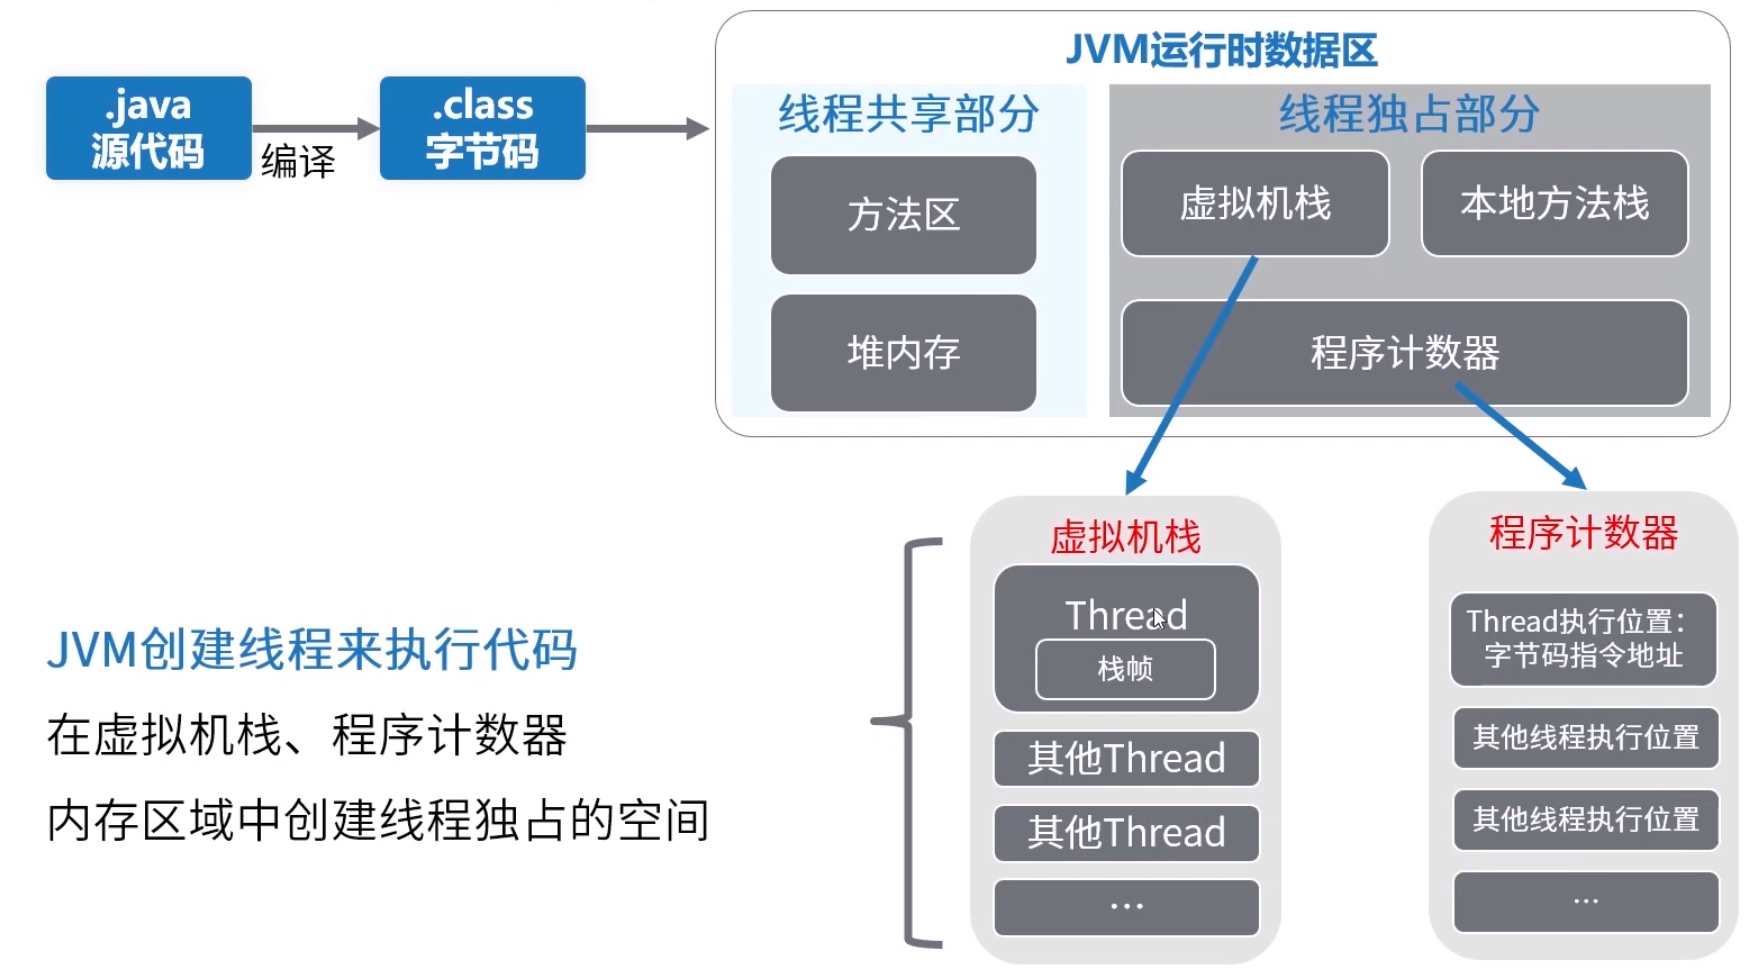 .java
源代码
编译
.class
字节码
JVM运行时数据区
线程共享部分
方法区
堆内存
线程独占部分
虚拟机栈
本地方法栈
程序计数器
JVM创建线程来执行代码
在虚拟机栈、程序计数器
内存区域中创建线程独占的空间
虚拟机栈
Thread
栈帧
其他Thread
其他Thread
...
程序计数器
Thread执行位置：
字节码指令地址
其他线程执行位置
其他线程执行位置
...